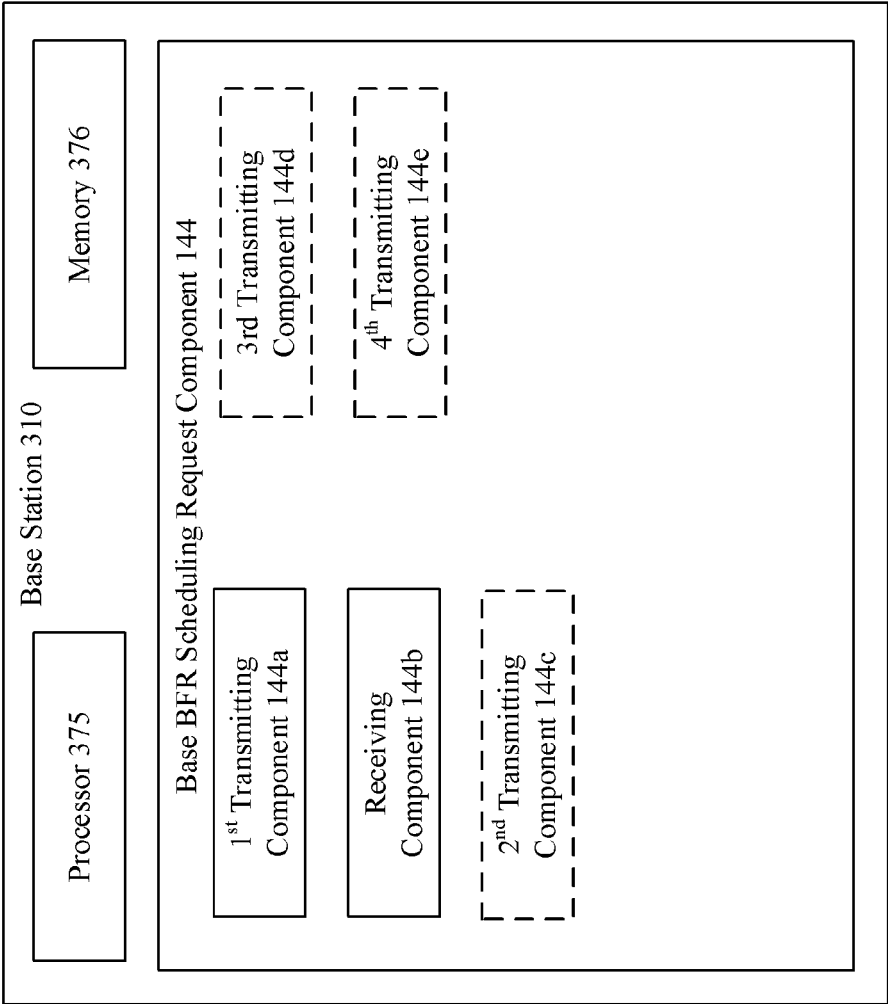 Base Station 310
Processor 375
Memory 376
Base BFR Scheduling Request Component 144
1st Transmitting
Component 144a
Receiving
Component 144b
2nd Transmitting
Component 144c
3rd Transmitting
Component 144d
4th Transmitting
Component 144e